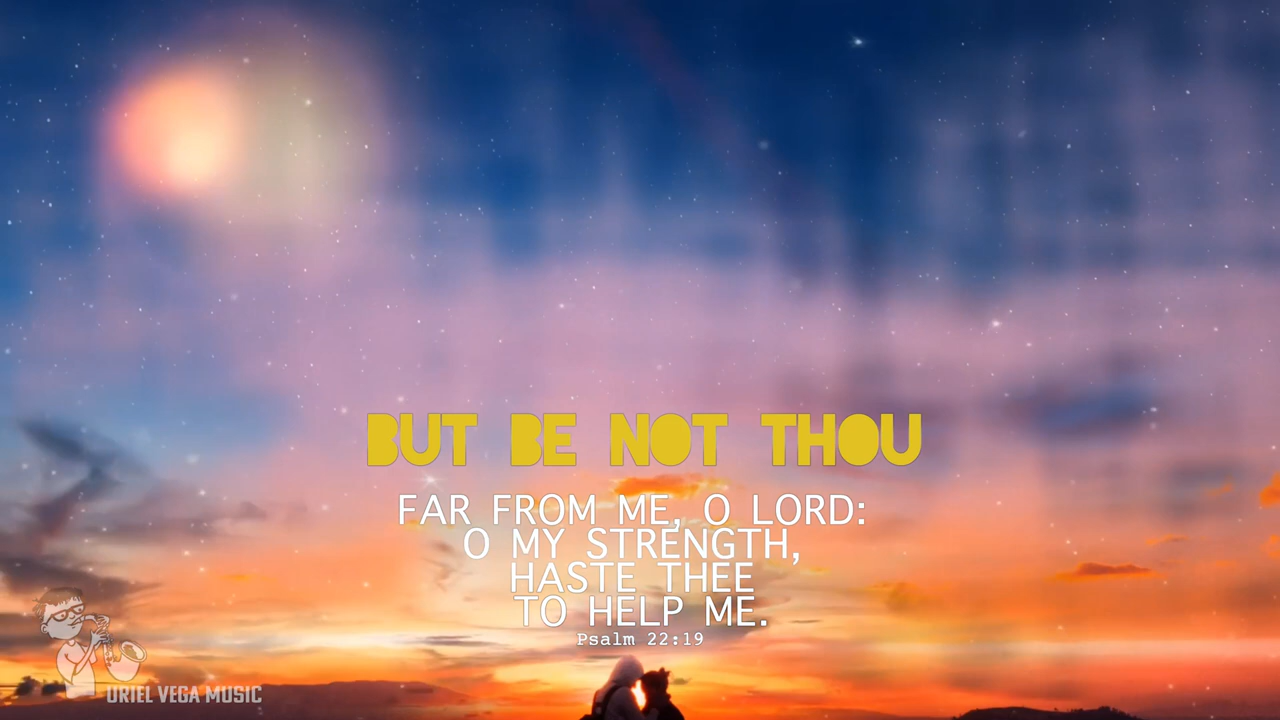 BUT BE NOT THOU
FAR FROM ME, O LORD:
O MY STRENGTH,
HASTE THEE
TO HELP ME.
Psalm 22:19
URIEL VEGA MUSIC